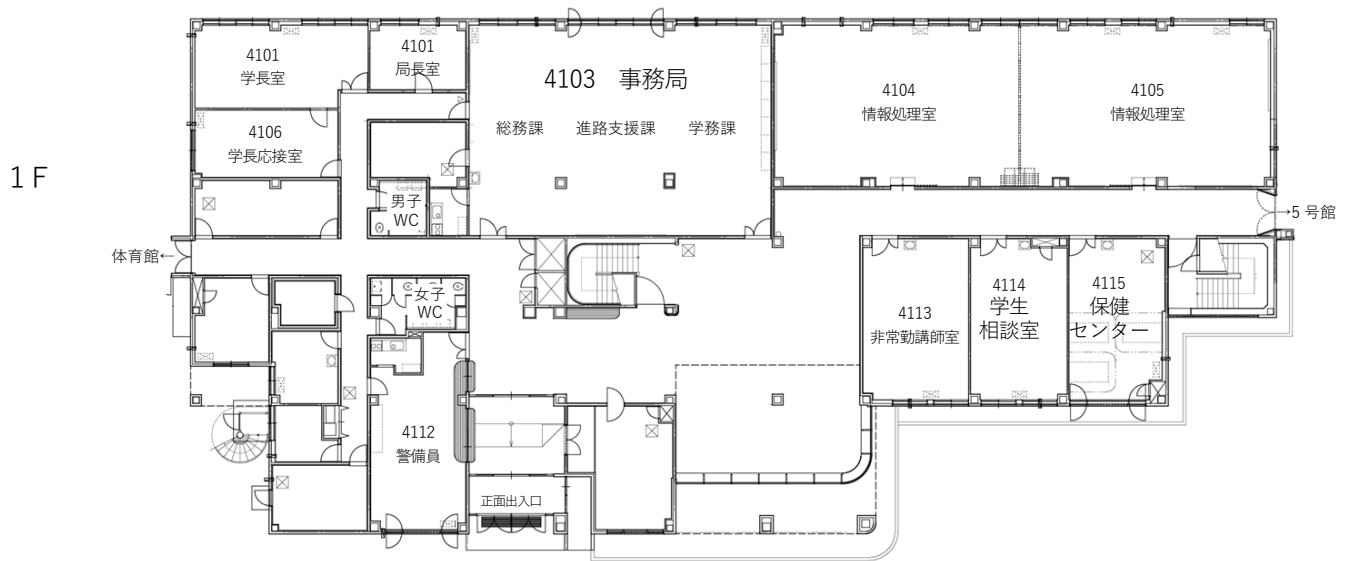 1F
4101
学長室
4101
局長室
4103 事務局
総務課 進路支援課 学務課
4104
情報処理室
4105
情報処理室
4106
学長応接室
男子
WC
→5 号館
体育館←
女子
WC
4113
非常勤講師室
4114
学生
相談室
4115
保健
センター
4112
警備員
正面出入口